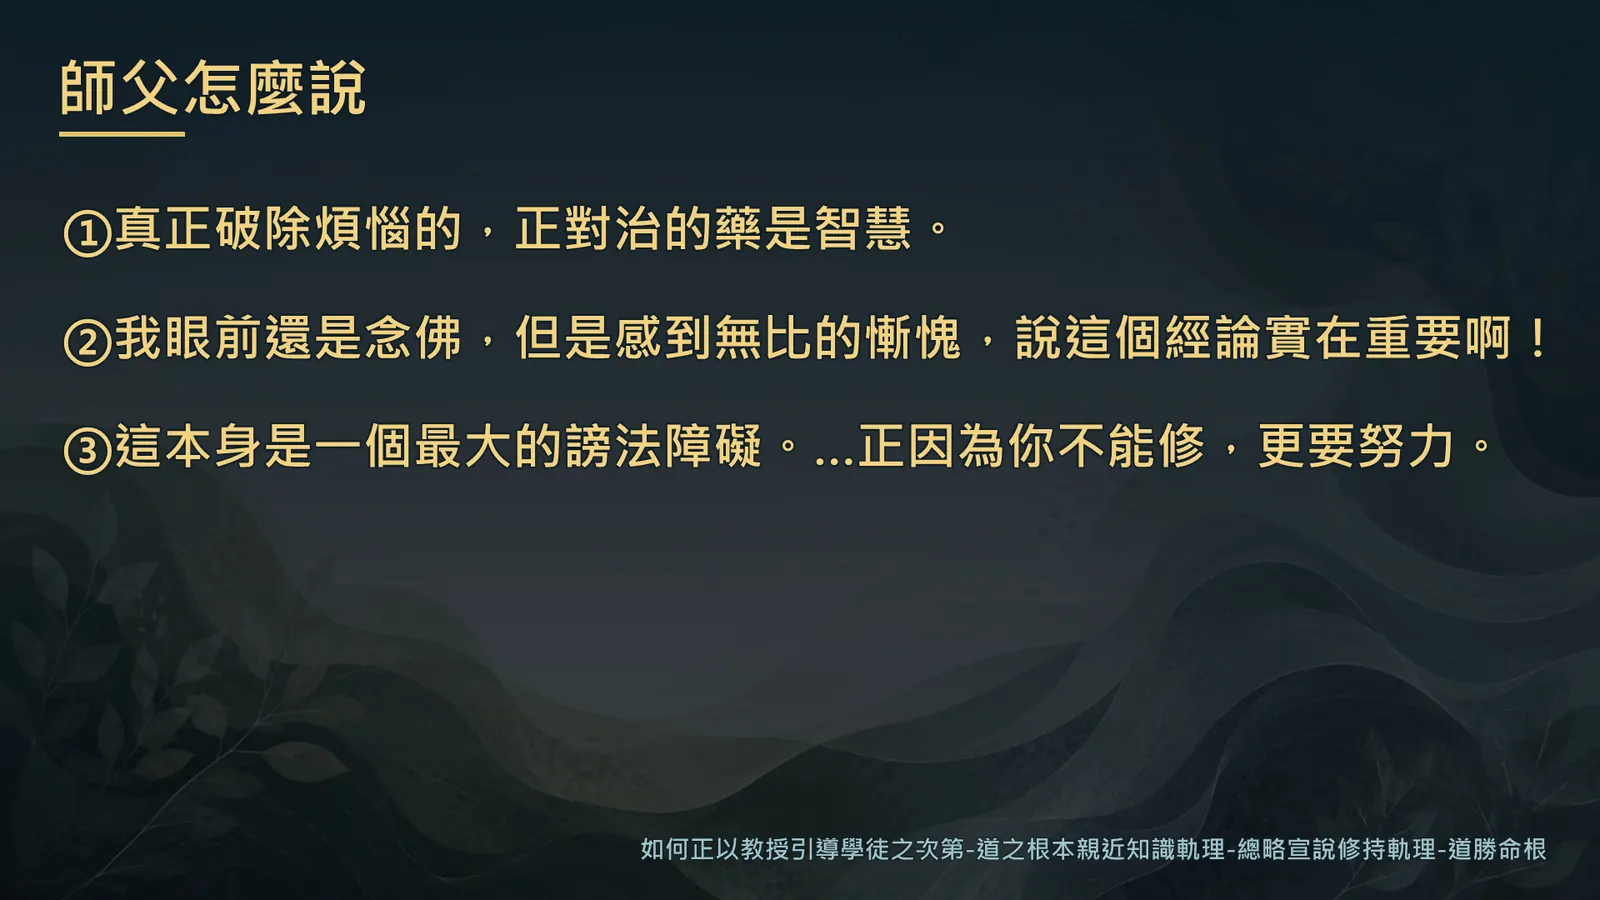 師父怎麼說
①真正破除煩惱的，正對治的藥是智慧。
②我眼前還是念佛，但是感到無比的慚愧，說這個經論實在重要啊！
③這本身是一個最大的謗法障礙。...正因為你不能修，更要努力。
如何正以教授引導學徒之次第-道之根本親近知識軌理-總略宣說修持軌理-道勝命根